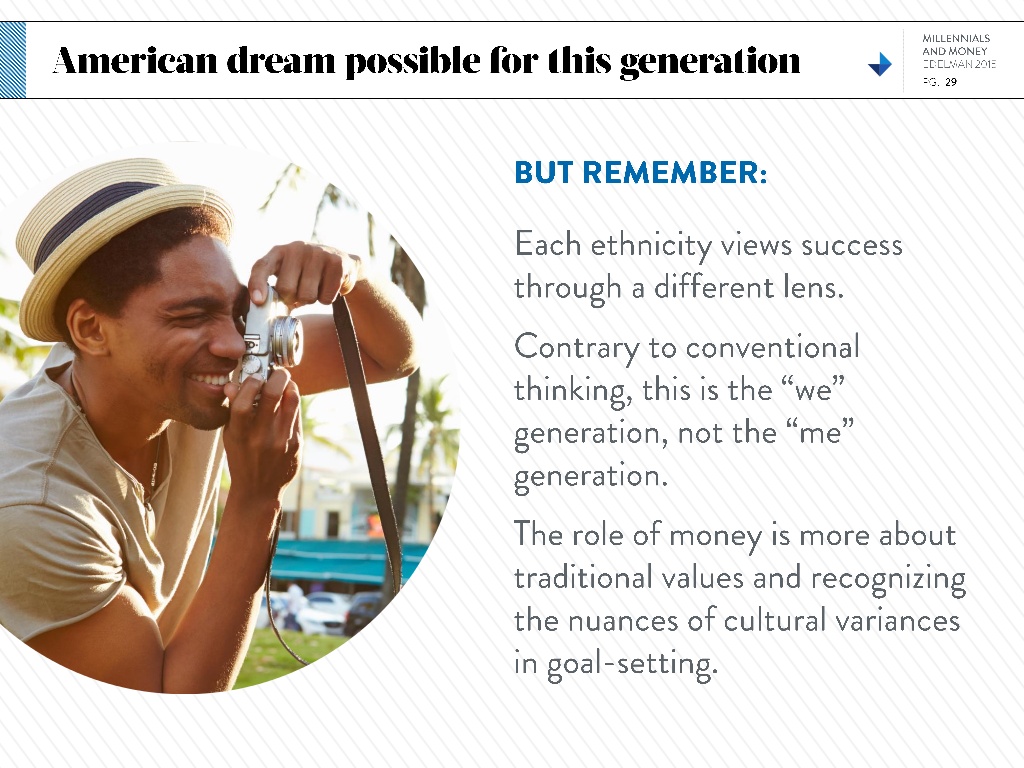 American dream possible for this generation
MILLENNIALS
AND MONEY
EDELMAN 2015
PG. 29
BUT REMEMBER:
Each ethnicity views success
through a different lens.
Contrary to conventional
thinking, this is the “we”
generation, not the “me”
generation.
The role of money is more about
traditional values and recognizing
the nuances of cultural variances
in goal-setting.